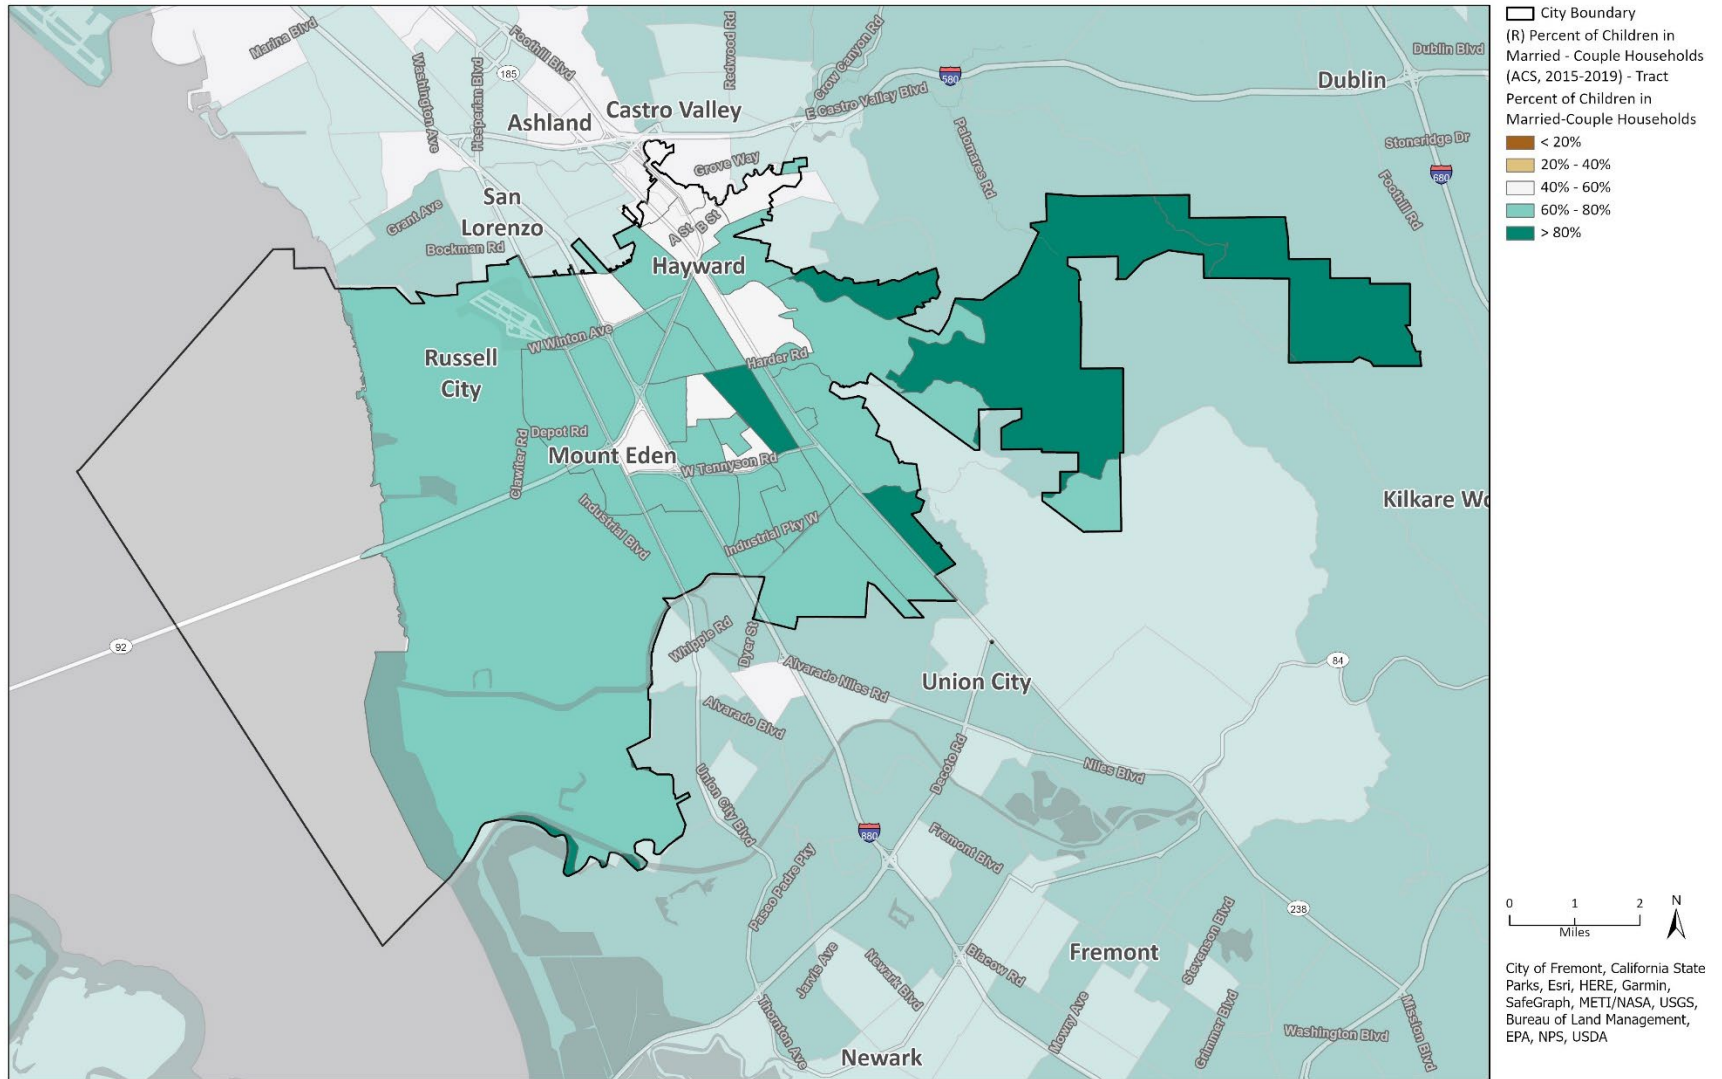 City Boundary
(R) Percent of Children in
Married - Couple Households
(ACS, 2015-2019) - Tract
Percent of Children in
Married-Couple Households
< 20%
20% - 40%
40% - 60%
60% - 80%
> 80%
Marina Blvd
Washington Ave
Hesperian Blvd
185
Foothill Blvd
Redwood Rd
Crow Canyon Rd
E Castro Valley Blvd
580
Dublin Blvd
Dublin
Castro Valley
Ashland
Palomares Rd
Stoneridge Dr
680
Foothill Rd
Grove Way
San
Lorenzo
Grant Ave
Bockman Rd
A St
B St
Hayward
W Winton Ave
Russell
City
Harder Rd
Depot Rd
Clawiter Rd
Mount Eden
W Tennyson Rd
Industrial Blvd
Industrial Pky W
Kilkare Wo
92
Whipple Rd
Dyer St
Alvarado Niles Rd
Union City
84
Alvarado Blvd
Decoto Rd
Niles Blvd
Union City Blvd
880
Fremont Blvd
Paseo Padre Pky
238
Fremont
Stevenson Blvd
Jarvis Ave
Newark Blvd
Blacow Rd
Mowry Ave
Grimmer Blvd
Washington Blvd
Mission Blvd
Thornton Ave
Newark
0 1 2
Miles
N
City of Fremont, California State
Parks, Esri, HERE, Garmin,
SafeGraph, METI/NASA, USGS,
Bureau of Land Management,
EPA, NPS, USDA